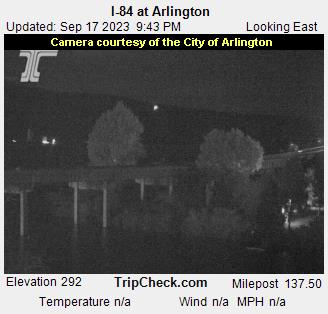 I-84 at Arlington
Updated: Sep 17 2023 9:43 PM Looking East
Camera courtesy of the City of Arlington
Elevation 292 TripCheck.com Milepost 137.50
Temperature n/a Wind n/a MPH n/a